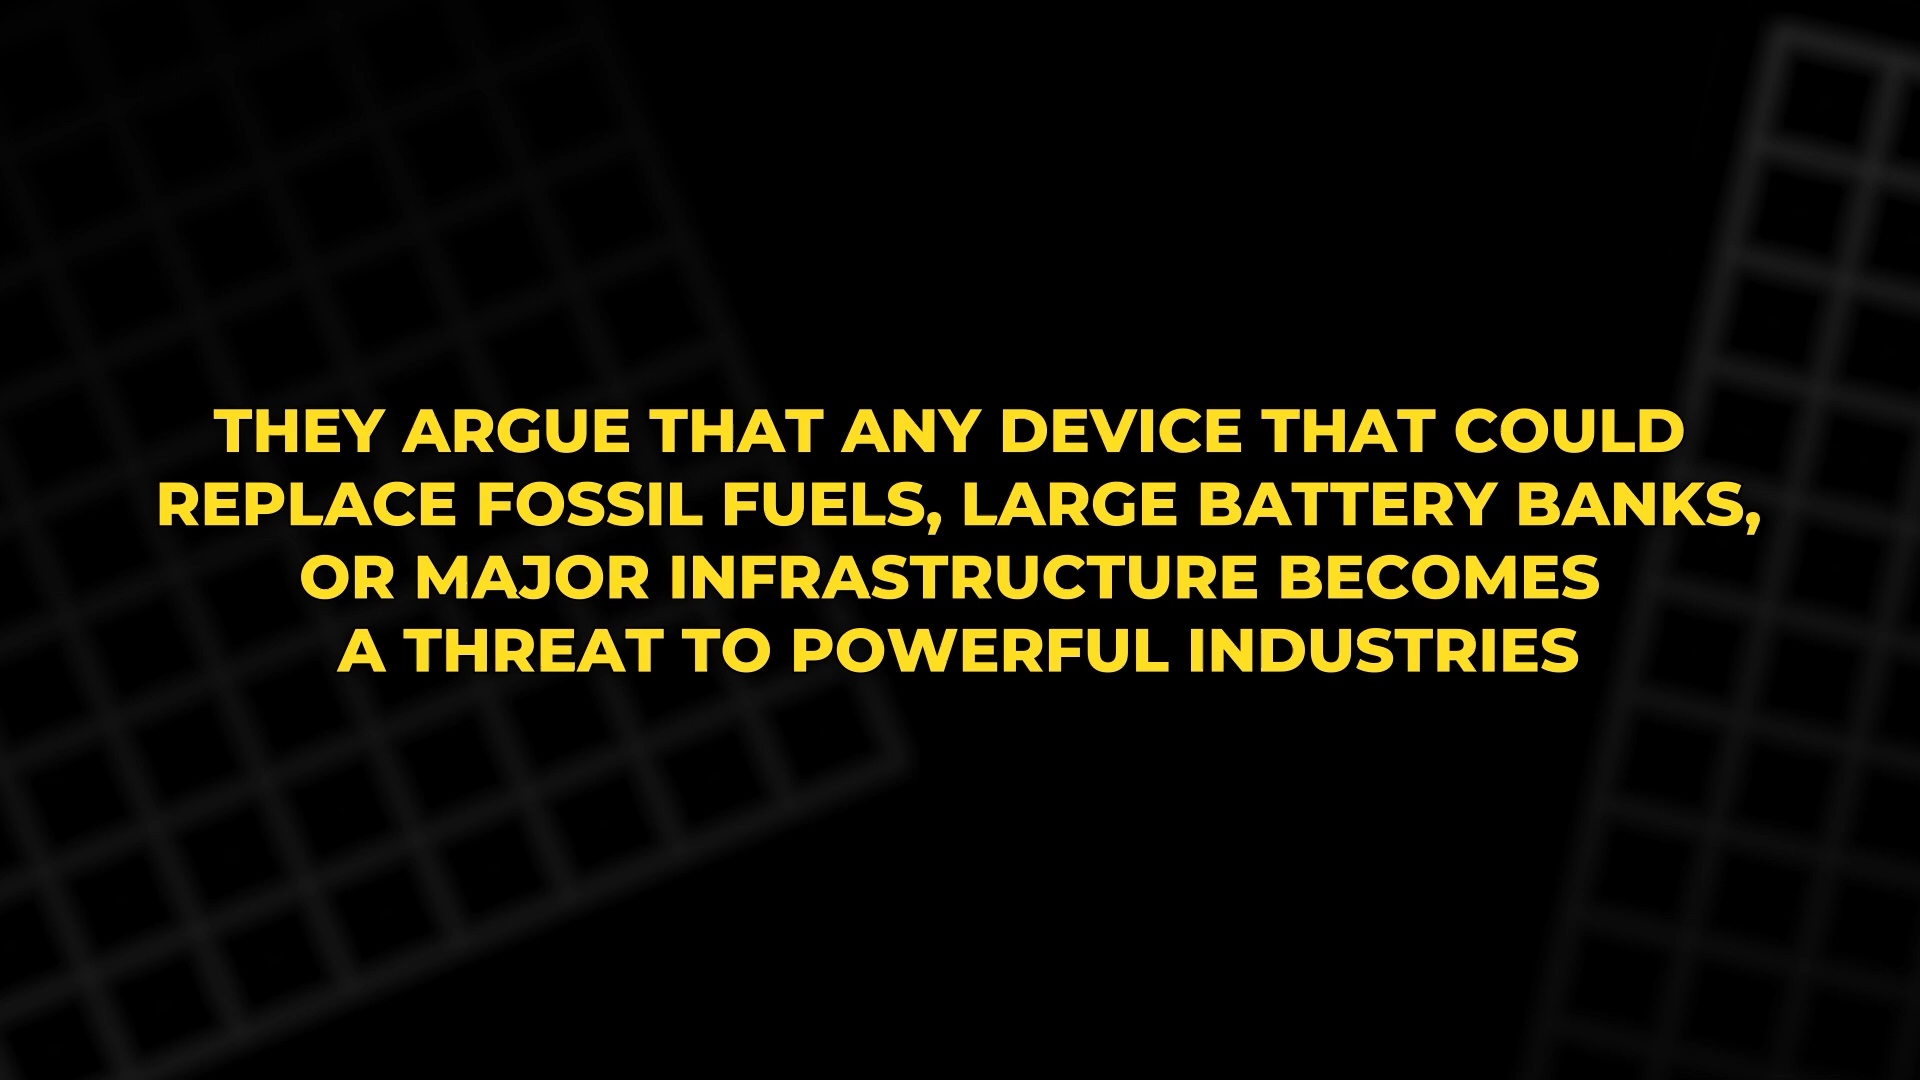 THEY ARGUE THAT ANY DEVICE THAT COULD
REPLACE FOSSIL FUELS, LARGE BATTERY BANKS,
OR MAJOR INFRASTRUCTURE BECOMES
A THREAT TO POWERFUL INDUSTRIES